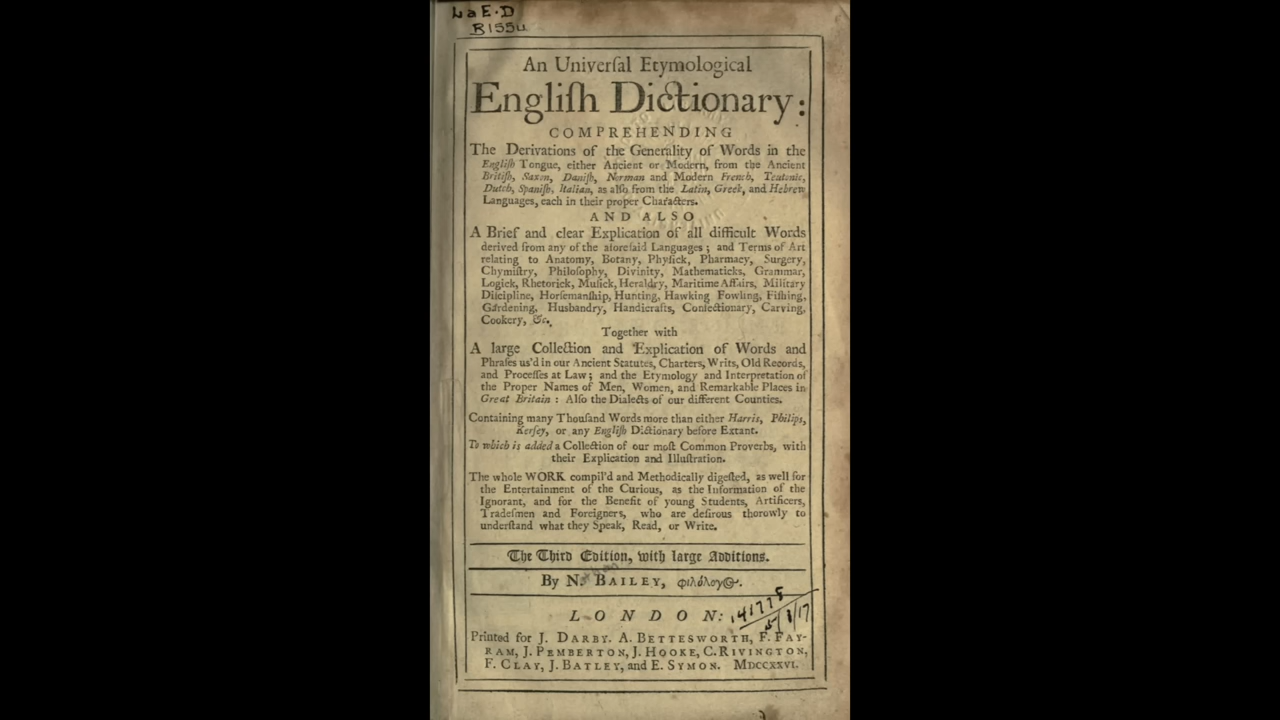 LaE.D
B155u
An Univerſal Etymological
Engliſh Dictionary:
COMPREHENDING
The Derivations of the Generality of Words in the
Engliſh Tongue, either Ancient or Modern, from the Ancient
Britiſh, Saxon, Daniſh, Norman and Modern French, Teutonic,
Dutch, Spaniſh, Italian, as alſo from the Latin, Greek, and Hebrew
Languages, each in their proper Characters.
AND ALSO
A Brief and clear Explication of all difficult Words
derived from any of the aforeſaid Languages; and Terms of Art
relating to Anatomy, Botany, Phyſick, Pharmacy, Surgery,
Chymiſtry, Philoſophy, Divinity, Mathematicks, Grammar,
Logick, Rhetorick, Muſick, Heraldry, Maritime Affairs, Military
Diſcipline, Horſemanſhip, Hunting, Hawking Fowling, Fiſhing,
Gardening, Husbandry, Handicrafts, Confectionary, Carving,
Cookery, &c.
Together with
A large Collection and Explication of Words and
Phraſes us'd in our Ancient Statutes, Charters, Writs, Old Records,
and Proceſſes at Law; and the Etymology and Interpretation of
the Proper Names of Men, Women, and Remarkable Places in
Great Britain: Alſo the Dialects of our different Counties.
Containing many Thouſand Words more than either Harris, Philips,
Kerſey, or any Engliſh Dictionary before Extant.
To which is added a Collection of our moſt Common Proverbs, with
their Explication and Illuſtration.
The whole WORK compil'd and Methodically digeſted, as well for
the Entertainment of the Curious, as the Information of the
Ignorant, and for the Benefit of young Students, Artificers,
Tradeſmen and Foreigners, who are deſirous thorowly to
underſtand what they Speak, Read, or Write.
The Third Edition, with large Additions.
By N. BAILEY, φιλόλογος.
LONDON:
141778
5/1/17
Printed for J. DARBY. A. BETTESWORTH, F. FAY-
RAM, J. PEMBERTON, J. HOOKE, C. RIVINGTON,
F. CLAY, J. BATLEY, and E. SYMON. MDCCXXVI.